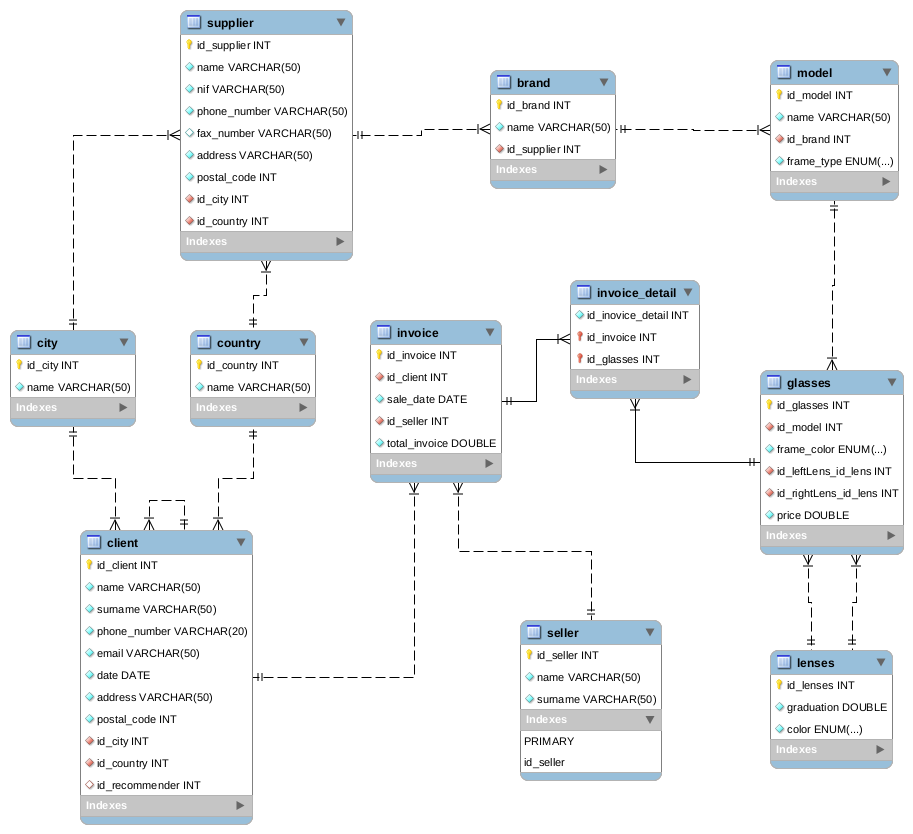 supplier
id_supplier INT
name VARCHAR(50)
nif VARCHAR(50)
phone_number VARCHAR(50)
fax_number VARCHAR(50)
address VARCHAR(50)
postal_code INT
id_city INT
id_country INT
Indexes
brand
id_brand INT
name VARCHAR(50)
id_supplier INT
Indexes
model
id_model INT
name VARCHAR(50)
id_brand INT
frame_type ENUM(...)
Indexes
city
id_city INT
name VARCHAR(50)
Indexes
country
id_country INT
name VARCHAR(50)
Indexes
invoice
id_invoice INT
id_client INT
sale_date DATE
id_seller INT
total_invoice DOUBLE
Indexes
invoice_detail
id_inovice_detail INT
id_invoice INT
id_glasses INT
Indexes
glasses
id_glasses INT
id_model INT
frame_color ENUM(...)
id_leftLens_id_lens INT
id_rightLens_id_lens INT
price DOUBLE
Indexes
client
id_client INT
name VARCHAR(50)
surname VARCHAR(50)
phone_number VARCHAR(20)
email VARCHAR(50)
date DATE
address VARCHAR(50)
postal_code INT
id_city INT
id_country INT
id_recommender INT
Indexes
seller
id_seller INT
name VARCHAR(50)
surname VARCHAR(50)
Indexes
PRIMARY
id_seller
lenses
id_lenses INT
graduation DOUBLE
color ENUM(...)
Indexes